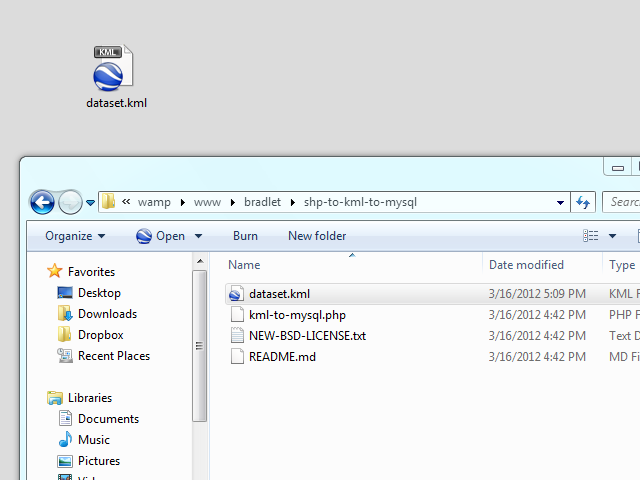 KML
dataset.kml
« wamp www bradlet shp-to-kml-to-mysql Searc
Organize Open Burn New folder
Name Date modified Type
Favorites
Desktop
Downloads
Dropbox
Recent Places
Libraries
Documents
Music
Pictures
dataset.kml 3/16/2012 5:09 PM KML F
kml-to-mysql.php 3/16/2012 4:42 PM PHP F
NEW-BSD-LICENSE.txt 3/16/2012 4:42 PM Text D
README.md 3/16/2012 4:42 PM MD Fi